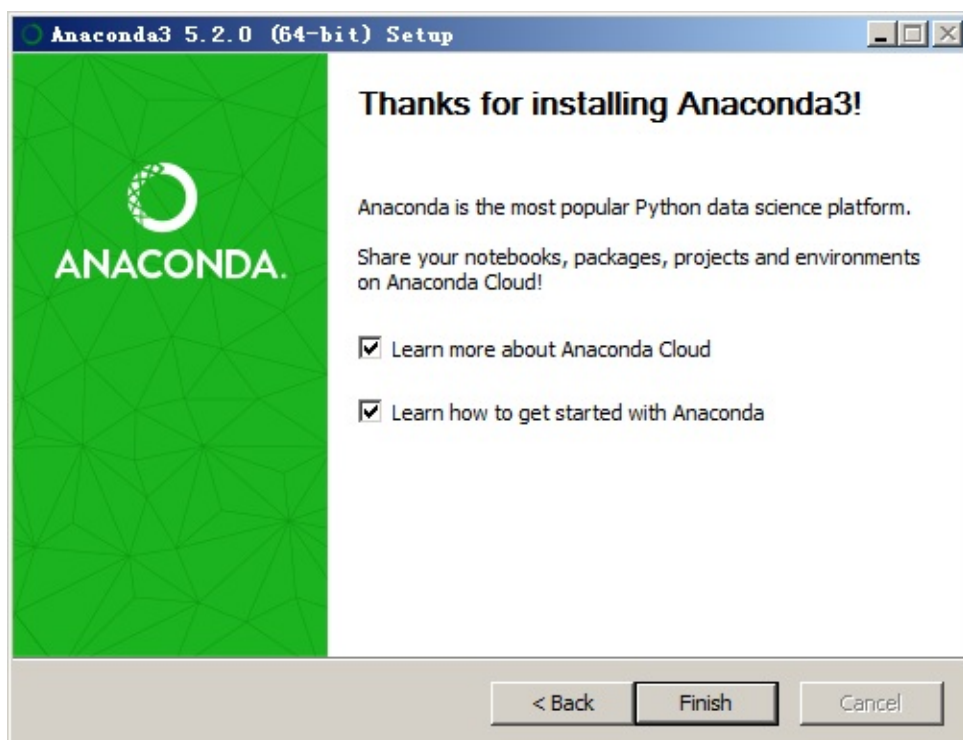 Anaconda3 5.2.0 (64-bit) Setup
Thanks for installing Anaconda3!
ANACONDA.
Anaconda is the most popular Python data science platform.
Share your notebooks, packages, projects and environments
on Anaconda Cloud!
Learn more about Anaconda Cloud
Learn how to get started with Anaconda
< Back
Finish
Cancel